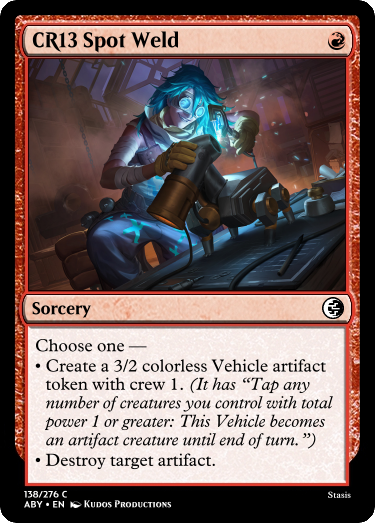 CR13 Spot Weld
Sorcery
Choose one —
• Create a 3/2 colorless Vehicle artifact
token with crew 1. (It has “Tap any
number of creatures you control with total
power 1 or greater: This Vehicle becomes
an artifact creature until end of turn.”)
• Destroy target artifact.
138/276 C
Stasis
ABY • EN Kudos Productions